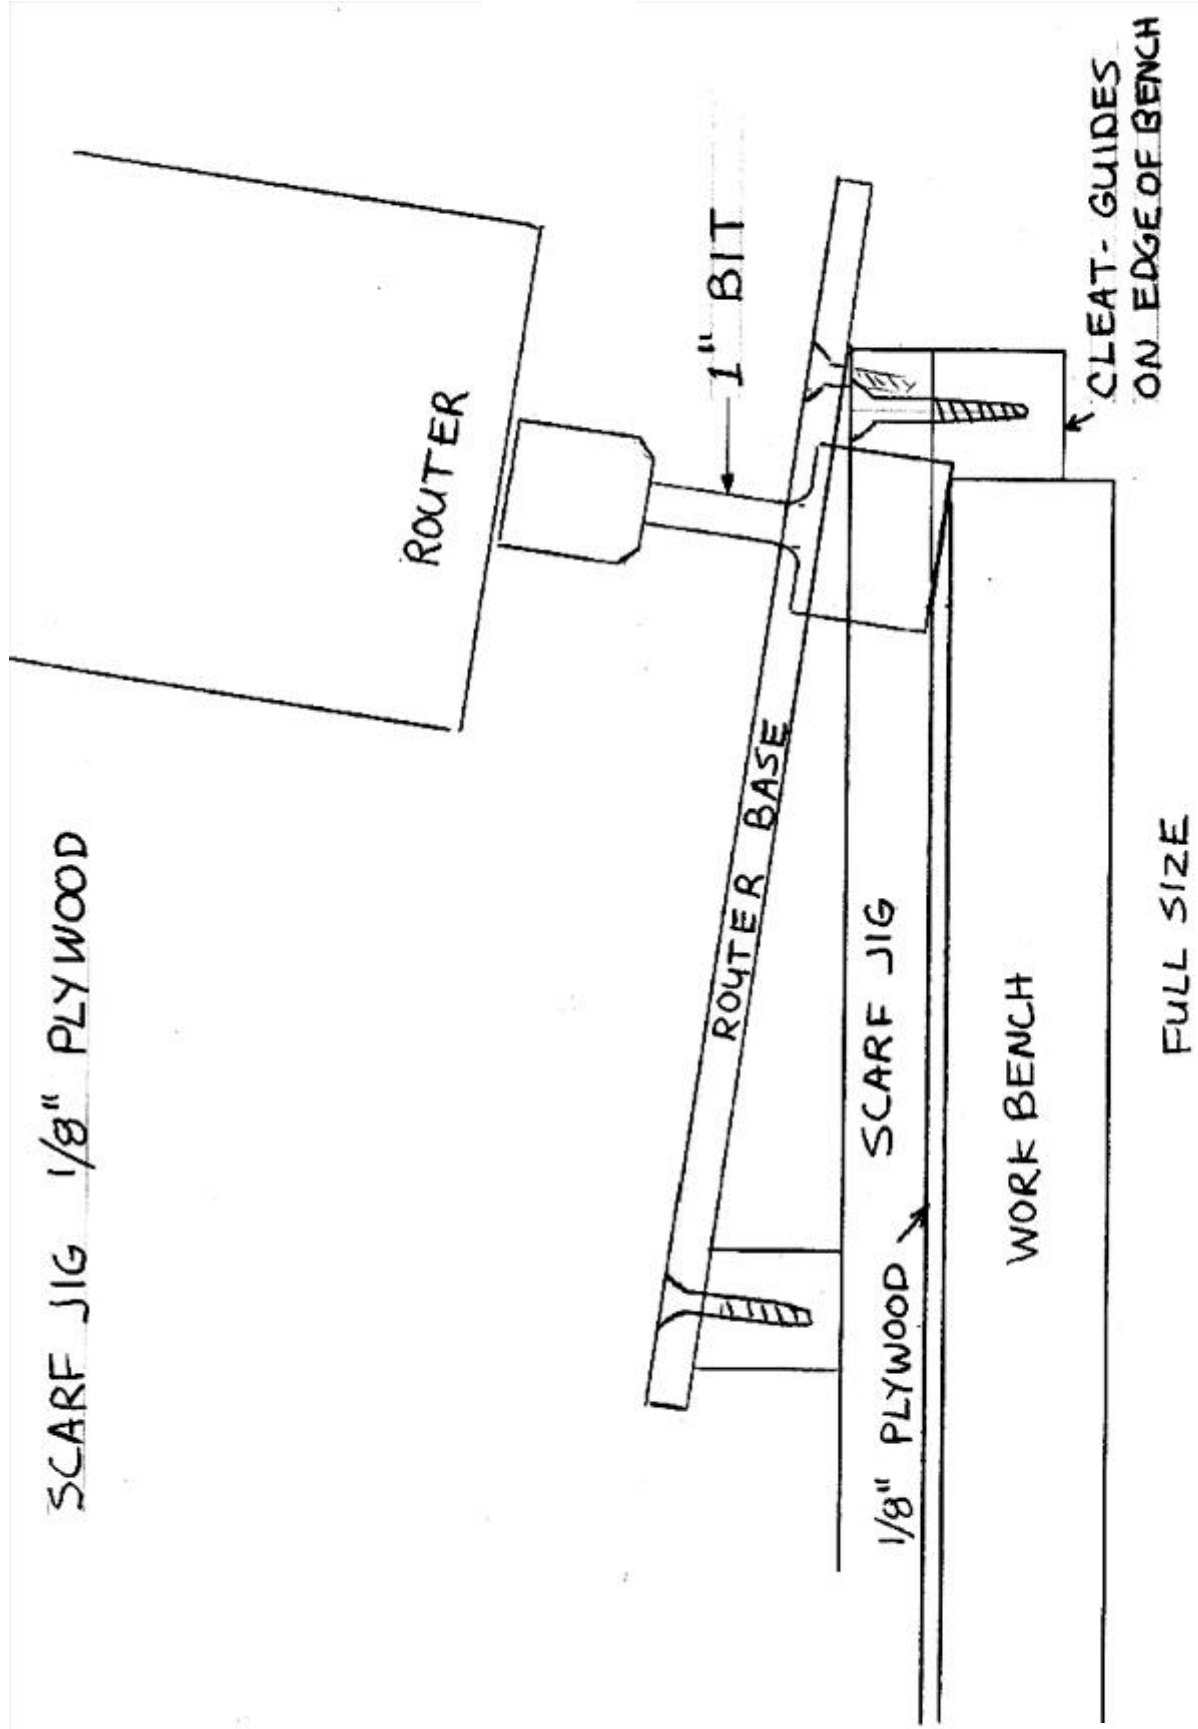 SCARF JIG 1/8" PLYWOOD
ROUTER
1" BIT
ROUTER BASE
SCARF JIG
1/8" PLYWOOD
WORK BENCH
CLEAT- GUIDES
ON EDGE OF BENCH
FULL SIZE